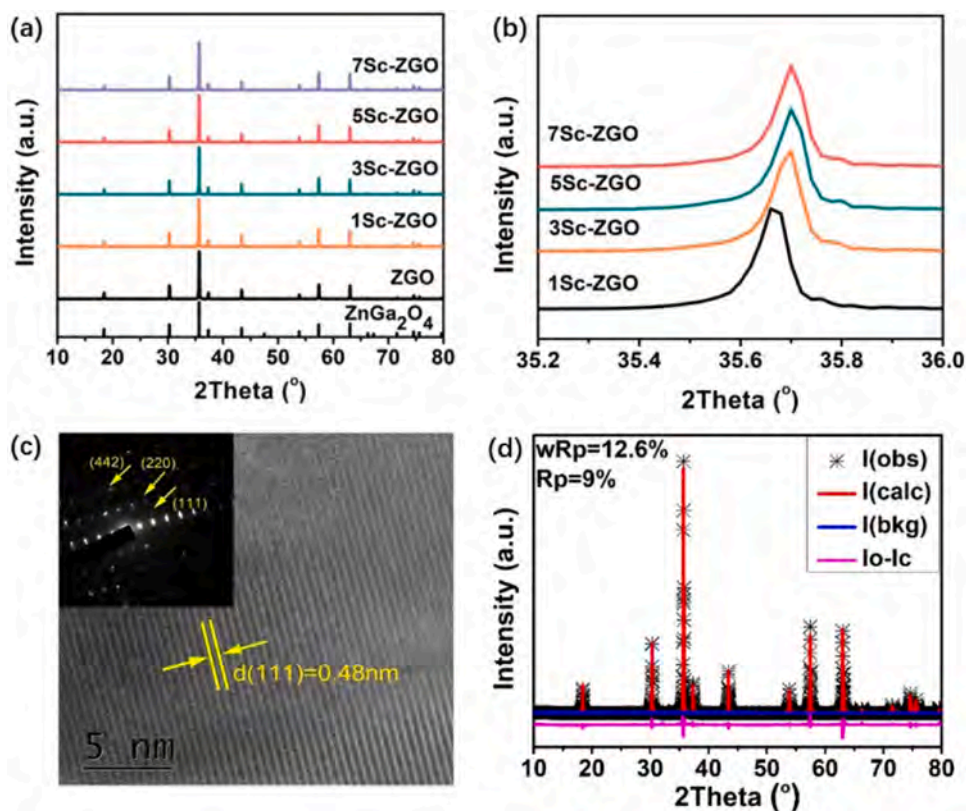 (a)
7Sc-ZGO
5Sc-ZGO
3Sc-ZGO
1Sc-ZGO
ZGO
ZnGa₂O₄
Intensity (a.u.)
10 20 30 40 50 60 70 80
2Theta (°)
(b)
7Sc-ZGO
5Sc-ZGO
3Sc-ZGO
1Sc-ZGO
Intensity (a.u.)
35.2 35.4 35.6 35.8 36.0
2Theta (°)
(c)
(442)
(220)
(111)
d(111)=0.48nm
5 nm
(d)
wRp=12.6%
Rp=9%
I(obs)
I(calc)
I(bkg)
Io-Ic
Intensity (a.u.)
10 20 30 40 50 60 70 80
2Theta (°)